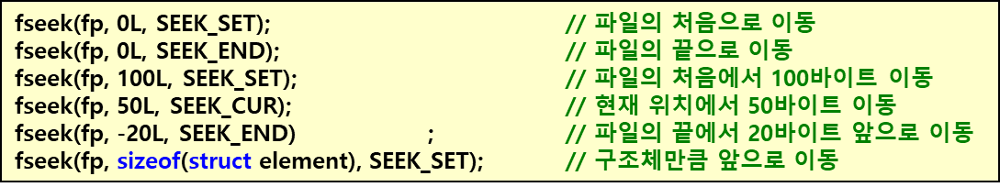 fseek(fp, 0L, SEEK_SET); // 파일의 처음으로 이동
fseek(fp, 0L, SEEK_END); // 파일의 끝으로 이동
fseek(fp, 100L, SEEK_SET); // 파일의 처음에서 100바이트 이동
fseek(fp, 50L, SEEK_CUR); // 현재 위치에서 50바이트 이동
fseek(fp, -20L, SEEK_END) ; // 파일의 끝에서 20바이트 앞으로 이동
fseek(fp, sizeof(struct element), SEEK_SET); // 구조체만큼 앞으로 이동